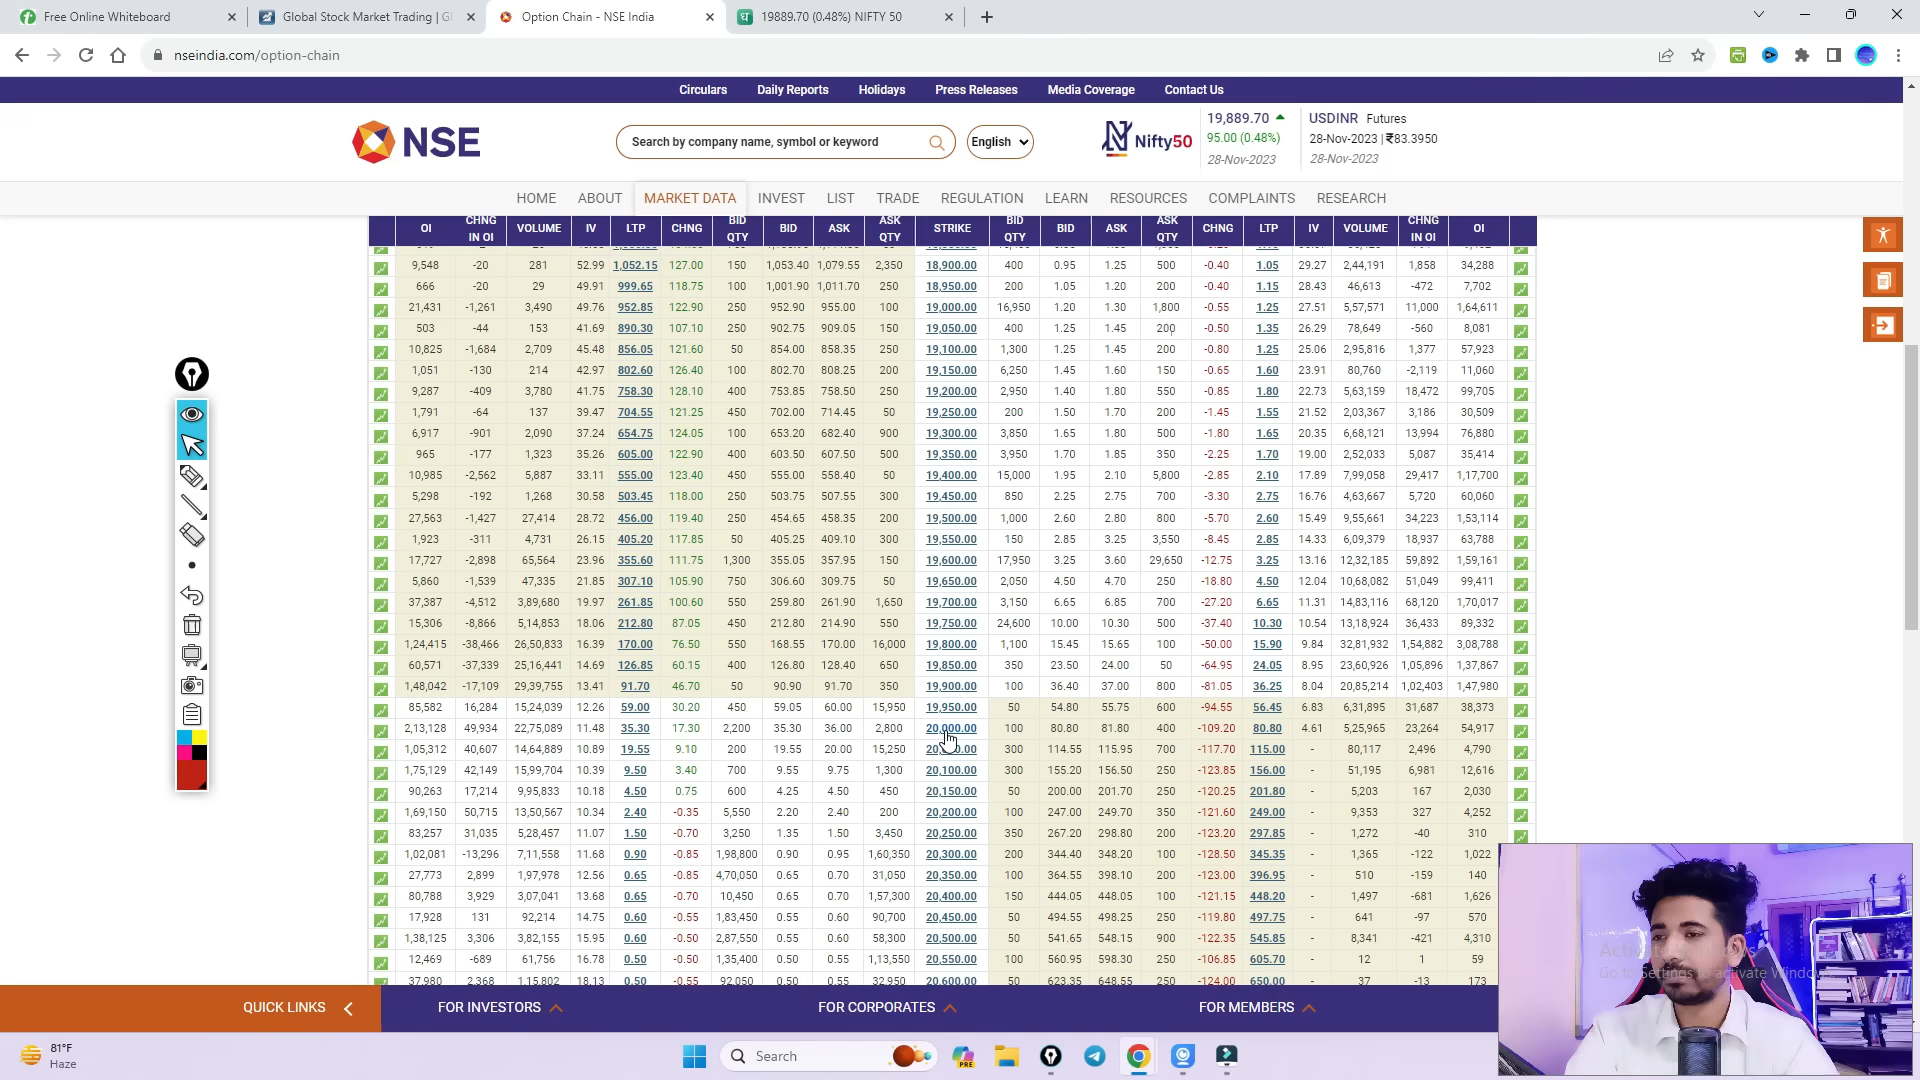 Free Online Whiteboard
Global Stock Market Trading | Gl
Option Chain - NSE India
19889.70 (0.48%) NIFTY 50
nseindia.com/option-chain
Circulars Daily Reports Holidays Press Releases Media Coverage Contact Us
NSE
Search by company name, symbol or keyword
English
Nifty50
19,889.70
95.00 (0.48%)
28-Nov-2023
USDINR Futures
28-Nov-2023 | ₹83.3950
28-Nov-2023
HOME ABOUT MARKET DATA INVEST LIST TRADE REGULATION LEARN RESOURCES COMPLAINTS RESEARCH
OI CHNG IN OI VOLUME IV LTP CHNG BID QTY BID ASK ASK QTY STRIKE BID QTY BID ASK ASK QTY CHNG LTP IV VOLUME CHNG IN OI OI
9,548 -20 281 52.99 1,052.15 127.00 150 1,053.40 1,079.55 2,350 18,900.00 400 0.95 1.25 500 -0.40 1.05 29.27 2,44,191 1,858 34,288
666 -20 29 49.91 999.65 118.75 100 1,001.90 1,011.70 250 18,950.00 200 1.05 1.20 200 -0.40 1.15 28.43 46,613 -472 7,702
21,431 -1,261 3,490 49.76 952.85 122.90 250 952.90 955.00 100 19,000.00 16,950 1.20 1.30 1,800 -0.55 1.25 27.51 5,57,571 11,000 1,64,611
503 -44 153 41.69 890.30 107.10 250 902.75 909.05 150 19,050.00 400 1.25 1.45 200 -0.50 1.35 26.29 78,649 -560 8,081
10,825 -1,684 2,709 45.48 856.05 121.60 50 854.00 858.35 250 19,100.00 1,300 1.25 1.45 200 -0.80 1.25 25.06 2,95,816 1,377 57,923
1,051 -130 214 42.97 802.60 126.40 100 802.70 808.25 200 19,150.00 6,250 1.45 1.60 150 -0.65 1.60 23.91 80,760 -2,119 11,060
9,287 -409 3,780 41.75 758.30 128.10 400 753.85 758.50 250 19,200.00 2,950 1.40 1.80 550 -0.85 1.80 22.73 5,63,159 18,472 99,705
1,791 -64 137 39.47 704.55 121.25 450 702.00 714.45 50 19,250.00 200 1.50 1.70 200 -1.45 1.55 21.52 2,03,367 3,186 30,509
6,917 -901 2,090 37.24 654.75 124.05 100 653.20 682.40 900 19,300.00 3,850 1.65 1.80 500 -1.80 1.65 20.35 6,68,121 13,994 76,880
965 -177 1,323 35.26 605.00 122.90 400 603.50 607.50 500 19,350.00 3,950 1.70 1.85 350 -2.25 1.70 19.00 2,52,033 5,087 35,414
10,985 -2,562 5,887 33.11 555.00 123.40 450 555.00 558.40 50 19,400.00 15,000 1.95 2.10 5,800 -2.85 2.10 17.89 7,99,058 29,417 1,17,700
5,298 -192 1,268 30.58 503.45 118.00 250 503.75 507.55 300 19,450.00 850 2.25 2.75 700 -3.30 2.75 16.76 4,63,667 5,720 60,060
27,563 -1,427 27,414 28.72 456.00 119.40 250 454.65 458.35 200 19,500.00 1,000 2.60 2.80 800 -5.70 2.60 15.49 9,55,661 34,223 1,53,114
1,923 -311 4,731 26.15 405.20 117.85 50 405.25 409.10 300 19,550.00 150 2.85 3.25 3,550 -8.45 2.85 14.33 6,09,379 18,937 63,788
17,727 -2,898 65,564 23.96 355.60 111.75 1,300 355.05 357.95 150 19,600.00 17,950 3.25 3.60 29,650 -12.75 3.25 13.16 12,32,185 59,892 1,59,161
5,860 -1,539 47,335 21.85 307.10 105.90 750 306.60 309.75 50 19,650.00 2,050 4.50 4.70 250 -18.80 4.50 12.04 10,68,082 51,049 99,411
37,387 -4,512 3,89,680 19.97 261.85 100.60 550 259.80 261.90 1,650 19,700.00 3,150 6.65 6.85 700 -27.20 6.65 11.31 14,83,116 68,120 1,70,017
15,306 -8,866 5,14,853 18.06 212.80 87.05 450 212.80 214.90 550 19,750.00 24,600 10.00 10.30 500 -37.40 10.30 10.54 13,18,924 36,433 89,332
1,24,415 -38,466 26,50,833 16.39 170.00 76.50 550 168.55 170.00 16,000 19,800.00 1,100 15.45 15.65 100 -50.00 15.90 9.84 32,81,932 1,54,882 3,08,788
60,571 -37,339 25,16,441 14.69 126.85 60.15 400 126.80 128.40 650 19,850.00 350 23.50 24.00 50 -64.95 24.05 8.95 23,60,926 1,05,896 1,37,867
1,48,042 -17,109 29,39,755 13.41 91.70 46.70 50 90.90 91.70 350 19,900.00 100 36.40 37.00 800 -81.05 36.25 8.04 20,85,214 1,02,403 1,47,980
85,582 16,284 15,24,039 12.26 59.00 30.20 450 59.05 60.00 15,950 19,950.00 50 54.80 55.75 600 -94.55 56.45 6.83 6,31,895 31,687 38,373
2,13,128 49,934 22,75,089 11.48 35.30 17.30 2,200 35.30 36.00 2,800 20,000.00 100 80.80 81.80 400 -109.20 80.80 4.61 5,25,965 23,264 54,917
1,05,312 40,607 14,64,889 10.89 19.55 9.10 200 19.55 20.00 15,250 300 114.55 115.95 700 -117.70 115.00 - 80,117 2,496 4,790
1,75,129 42,149 15,99,704 10.39 9.50 3.40 700 9.55 9.75 1,300 20,100.00 300 155.20 156.50 250 -123.85 156.00 - 51,195 6,981 12,616
90,263 17,214 9,95,833 10.18 4.50 0.75 600 4.25 4.50 450 20,150.00 50 200.00 201.70 250 -120.25 201.80 - 5,203 167 2,030
1,69,150 50,715 13,50,567 10.34 2.40 -0.35 5,550 2.20 2.40 200 20,200.00 100 247.00 249.70 350 -121.60 249.00 - 9,353 327 4,252
83,257 31,035 5,28,457 11.07 1.50 -0.70 3,250 1.35 1.50 3,450 20,250.00 350 267.20 298.80 200 -123.20 297.85 - 1,272 -40 310
1,02,081 -13,296 7,11,558 11.68 0.90 -0.85 1,98,800 0.90 0.95 1,60,350 20,300.00 200 344.40 348.20 100 -128.50 345.35 - 1,365 -122 1,022
27,773 2,899 1,97,978 12.56 0.65 -0.85 4,70,050 0.65 0.70 31,050 20,350.00 100 364.55 398.10 200 -123.00 396.95 - 510 -159 140
80,788 3,929 3,07,041 13.68 0.65 -0.70 10,450 0.65 0.70 1,57,300 20,400.00 150 444.05 448.05 100 -121.15 448.20 - 1,497 -681 1,626
17,928 131 92,214 14.75 0.60 -0.55 1,83,450 0.55 0.60 90,700 20,450.00 50 494.55 498.25 250 -119.80 497.75 - 641 -97 570
1,38,125 3,306 3,82,155 15.95 0.60 -0.50 2,87,550 0.55 0.60 58,300 20,500.00 50 541.65 548.15 900 -122.35 545.85 - 8,341 -421 4,310
12,469 -689 61,756 16.78 0.50 -0.50 1,35,400 0.50 0.55 1,13,550 20,550.00 100 560.95 598.30 250 -106.85 605.70 - 12 1 59
37,980 2,368 1,15,802 18.13 0.50 -0.55 92,050 0.50 0.55 32,950 20,600.00 50 623.35 648.55 250 -124.00 650.00 - 37 -13 173
Go to Settings to activate Windows.
QUICK LINKS FOR INVESTORS FOR CORPORATES FOR MEMBERS
81°F
Haze
Search
PRE